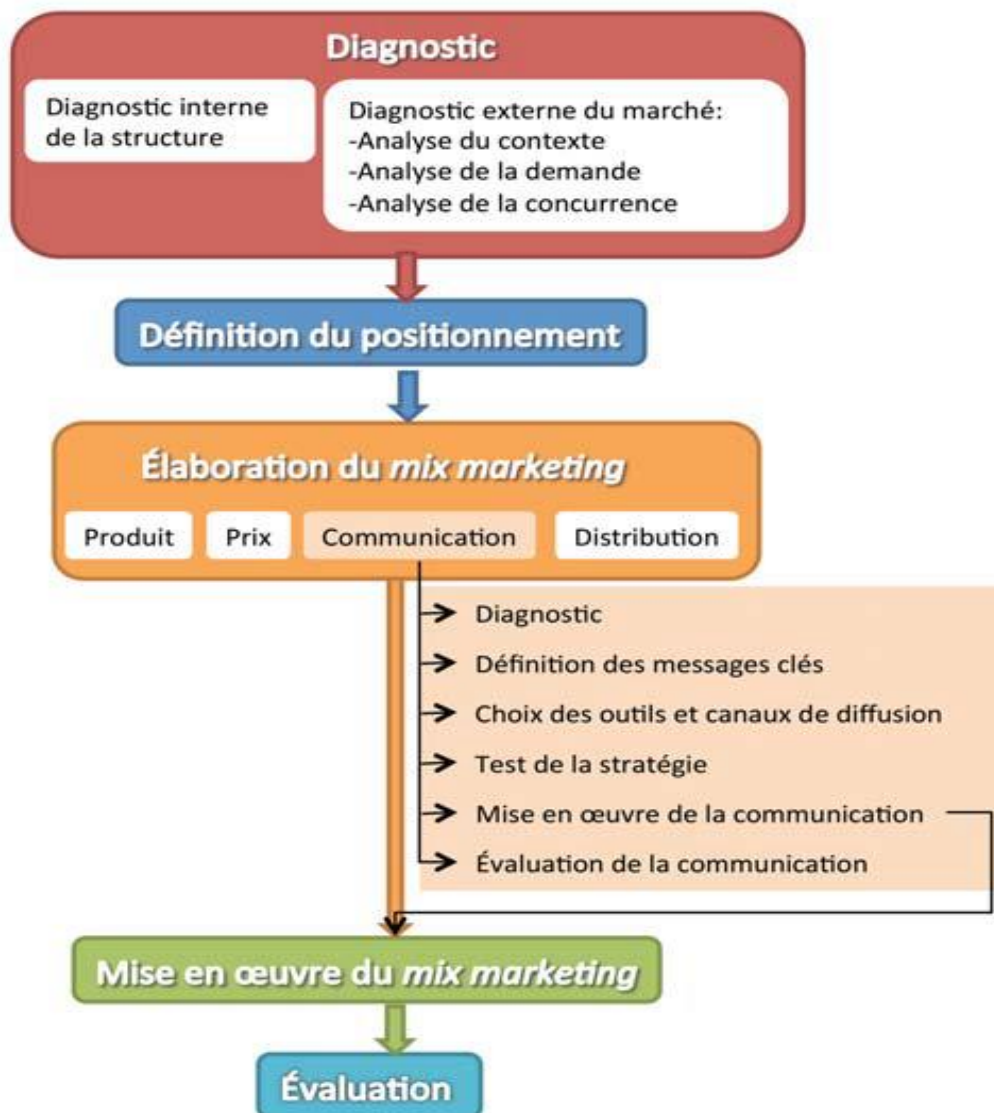 Diagnostic
Diagnostic interne
de la structure
Diagnostic externe du marché:
-Analyse du contexte
-Analyse de la demande
-Analyse de la concurrence
Définition du positionnement
Élaboration du mix marketing
Produit
Prix
Communication
Distribution
Diagnostic
Définition des messages clés
Choix des outils et canaux de diffusion
Test de la stratégie
Mise en œuvre de la communication
Évaluation de la communication
Mise en œuvre du mix marketing
Évaluation